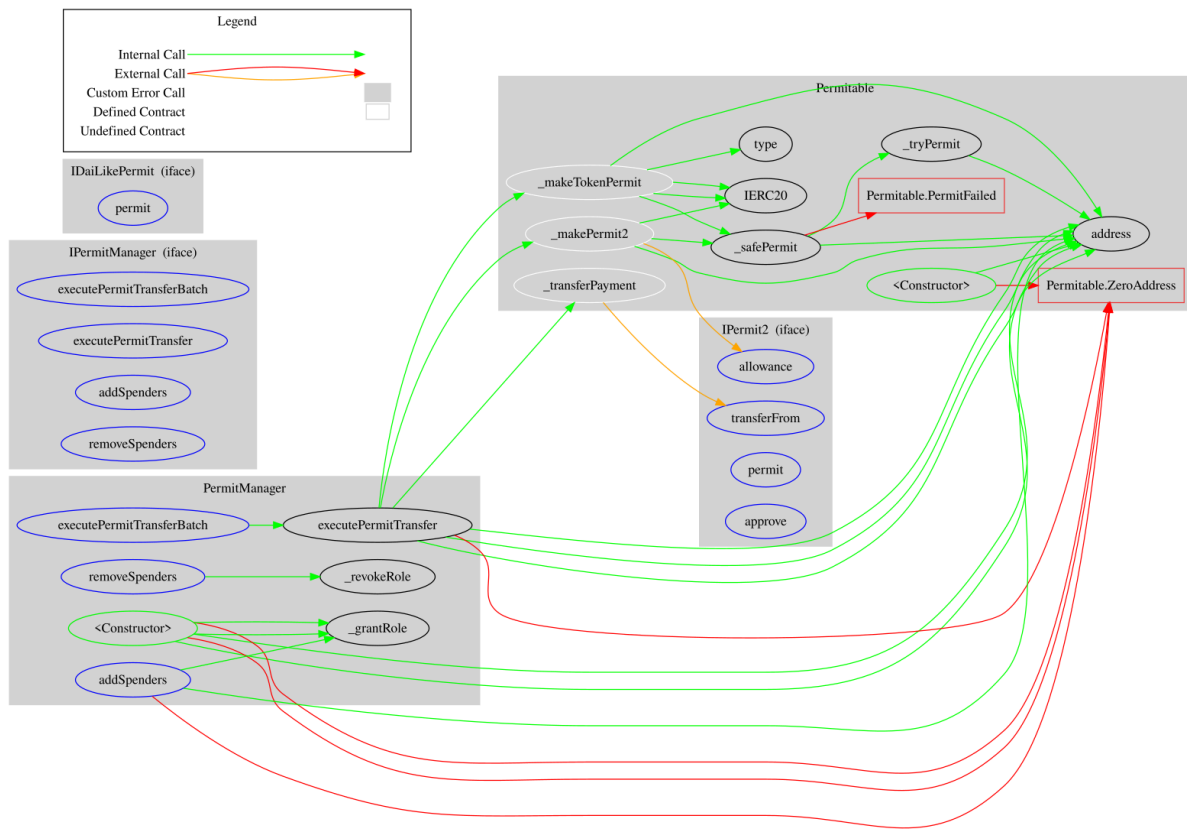 Legend
Internal Call
External Call
Custom Error Call
Defined Contract
Undefined Contract
IDaiLikePermit (iface)
permit
IPermitManager (iface)
executePermitTransferBatch
executePermitTransfer
addSpenders
removeSpenders
PermitManager
executePermitTransferBatch
executePermitTransfer
removeSpenders
_revokeRole
<Constructor>
_grantRole
addSpenders
Permitable
type
_tryPermit
_makeTokenPermit
IERC20
Permitable.PermitFailed
_makePermit2
_safePermit
address
_transferPayment
<Constructor>
Permitable.ZeroAddress
IPermit2 (iface)
allowance
transferFrom
permit
approve